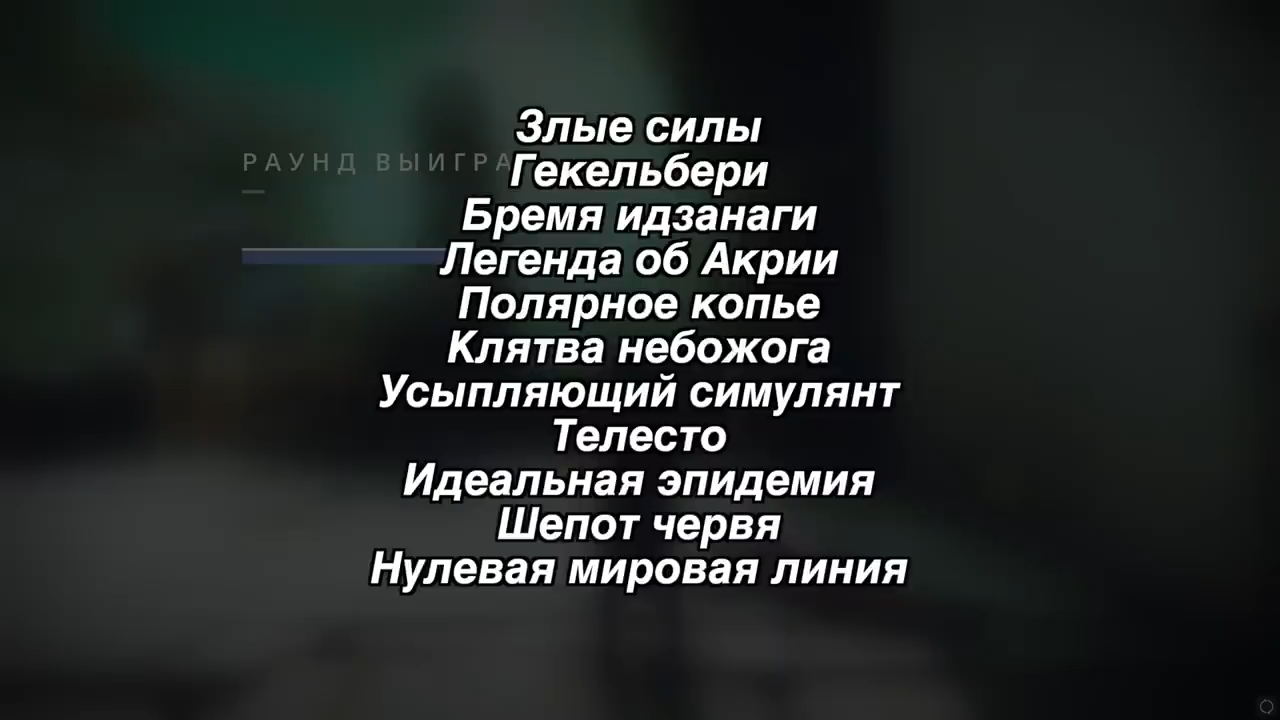 Злые силы
РАУНД ВЫИГРА
Гекельбери
Бремя идзанаги
Легенда об Акрии
Полярное копье
Клятва небожога
Усыпляющий симулянт
Телесто
Идеальная эпидемия
Шепот червя
Нулевая мировая линия